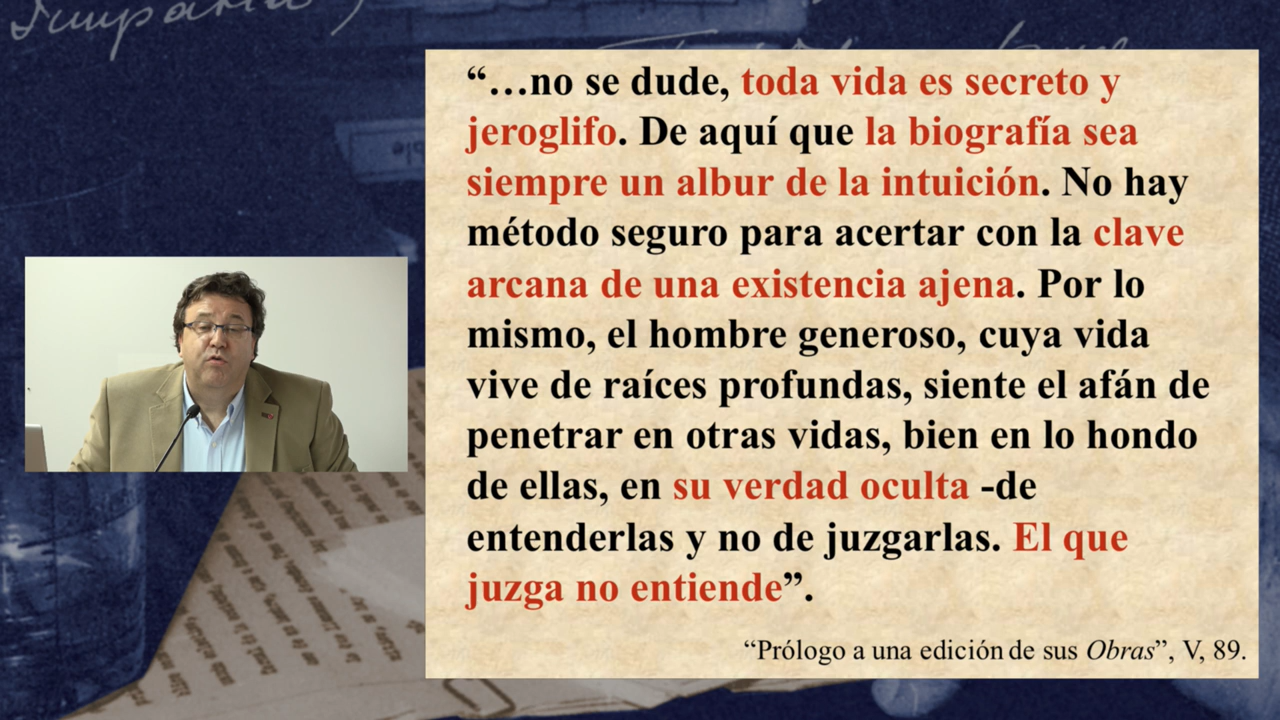 Imparcial,
“…no se dude, toda vida es secreto y
jeroglifo. De aquí que la biografía sea
siempre un albur de la intuición. No hay
método seguro para acertar con la clave
arcana de una existencia ajena. Por lo
mismo, el hombre generoso, cuya vida
vive de raíces profundas, siente el afán de
penetrar en otras vidas, bien en lo hondo
de ellas, en su verdad oculta -de
entenderlas y no de juzgarlas. El que
juzga no entiende”.
“Prólogo a una edición de sus Obras”, V, 89.